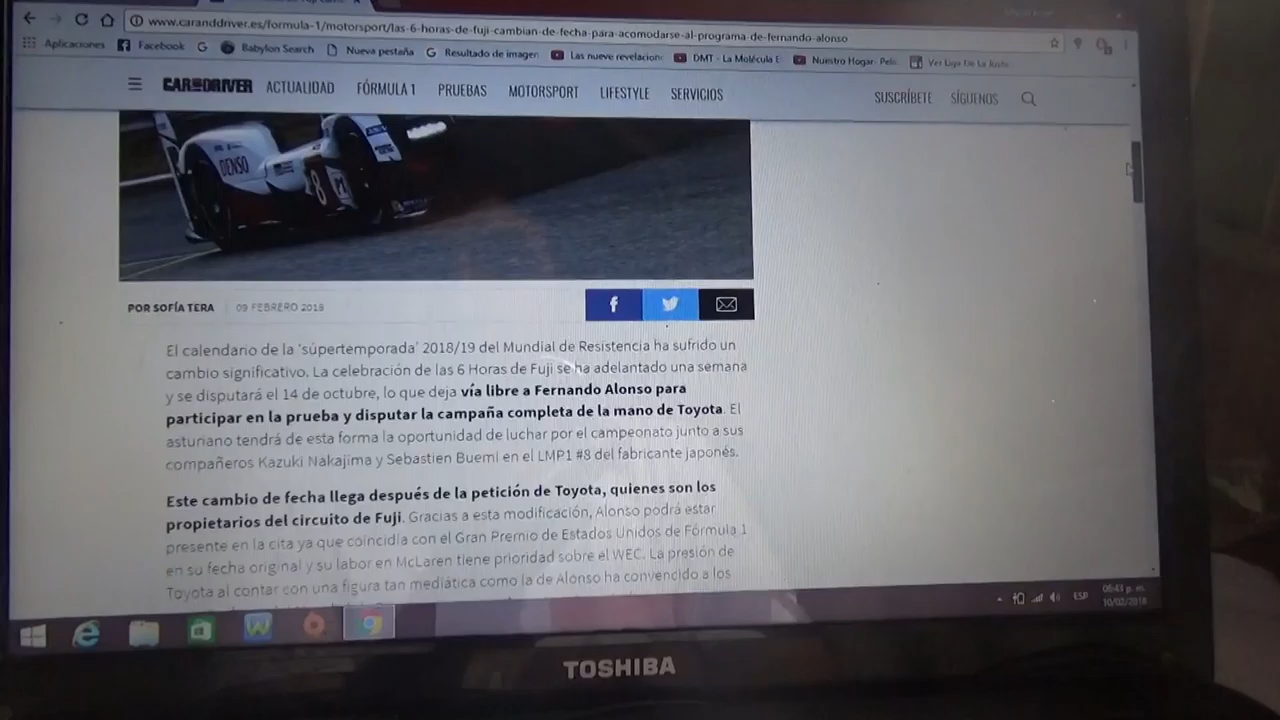 www.caranddriver.es/formula-1/motorsport/las-6-horas-de-fuji-cambian-de-fecha-para-acomodarse-al-programa-de-fernando-alonso
Aplicaciones Facebook Babylon Search Nueva pestaña Resultado de imagen Las nueve revelacion DMT - La Molécula E Nuestro Hogar- Pelic Ver Liga De La Justic
CAR AND DRIVER ACTUALIDAD FÓRMULA 1 PRUEBAS MOTORSPORT LIFESTYLE SERVICIOS SUSCRÍBETE SÍGUENOS
DENSO
8
POR SOFÍA TERA 09 FEBRERO 2018
El calendario de la 'súpertemporada' 2018/19 del Mundial de Resistencia ha sufrido un
cambio significativo. La celebración de las 6 Horas de Fuji se ha adelantado una semana
y se disputará el 14 de octubre, lo que deja vía libre a Fernando Alonso para
participar en la prueba y disputar la campaña completa de la mano de Toyota. El
asturiano tendrá de esta forma la oportunidad de luchar por el campeonato junto a sus
compañeros Kazuki Nakajima y Sebastien Buemi en el LMP1 #8 del fabricante japonés.
Este cambio de fecha llega después de la petición de Toyota, quienes son los
propietarios del circuito de Fuji. Gracias a esta modificación, Alonso podrá estar
presente en la cita ya que coincidía con el Gran Premio de Estados Unidos de Fórmula 1
en su fecha original y su labor en McLaren tiene prioridad sobre el WEC. La presión de
Toyota al contar con una figura tan mediática como la de Alonso ha convencido a los
ESP
06:43 p. m.
10/02/2018
TOSHIBA